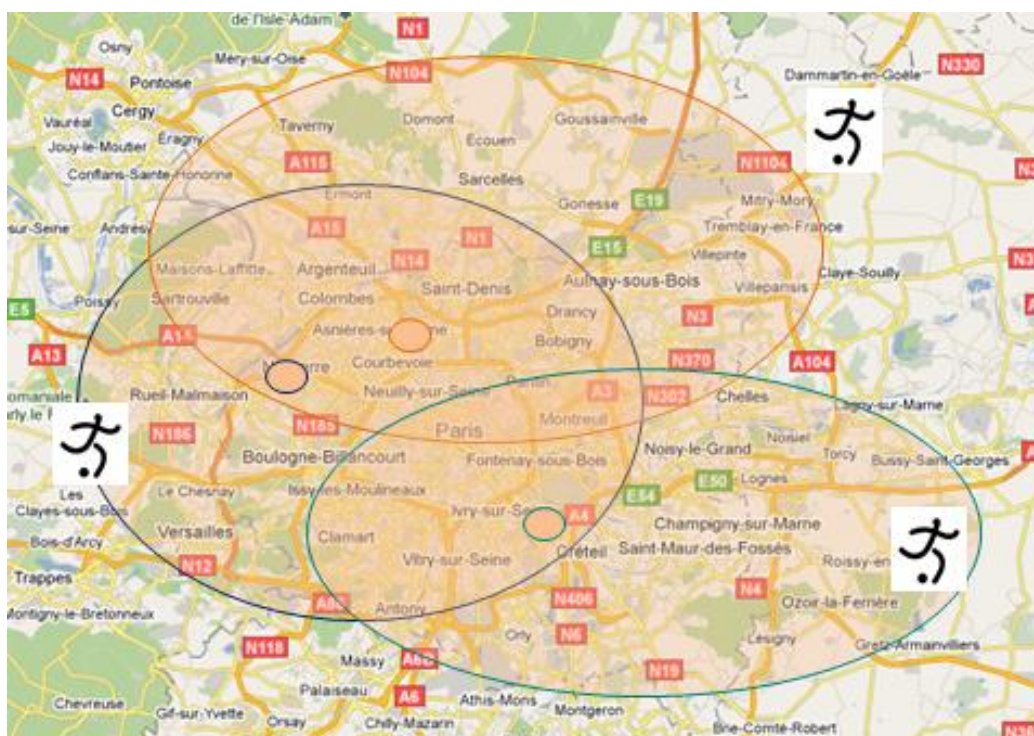 de l'Isle-Adam
N1
Osny
Mery-sur-Oise
N330
N14
Pontoise
N104
Dammartin-en-Goële
Cergy
Vauréal
Taverny
Domont
Goussainville
Jouy-le-Moutier
Éragny
Écouen
A115
N1104
Conflans-Sainte-Honorine
Ermont
Sarcelles
E19
Mitry-Mory
Gonesse
sur-Seine
Andrésy
A15
N1
Tremblay-en-France
E15
Villepinte
Maisons-Laffitte
Argenteuil
N14
Aulnay-sous-Bois
Claye-Souilly
Saint-Denis
Villeparisis
Poissy
Sartrouville
Colombes
E5
Drancy
N3
A14
Bobigny
A13
Courbevoie
N370
A104
Rueil-Malmaison
Neuilly-sur-Seine
Pantin
A3
N302
Chelles
Lagny-sur-Marne
Montreuil
N186
N185
Paris
Noisiel
Noisy-le-Grand
Torcy
Bussy-Saint-Georges
Boulogne-Billancourt
Fontenay-sous-Bois
Lognes
E50
Les
Clayes-sous-Bois
Le Chesnay
Issy-les-Moulineaux
E54
A4
Versailles
Champigny-sur-Marne
Bois-d'Arcy
Clamart
Créteil
Saint-Maur-des-Fossés
Vitry-sur-Seine
N12
Trappes
N4
N406
Ozoir-la-Ferrière
Montigny-le-Bretonneux
Antony
Orly
N6
Lésigny
Gretz-Armainvilliers
N118
Massy
N19
Palaiseau
A6
Athis-Mons
Chevreuse
Gif-sur-Yvette
Orsay
Chilly-Mazarin
Montgeron
Brie-Comte-Robert